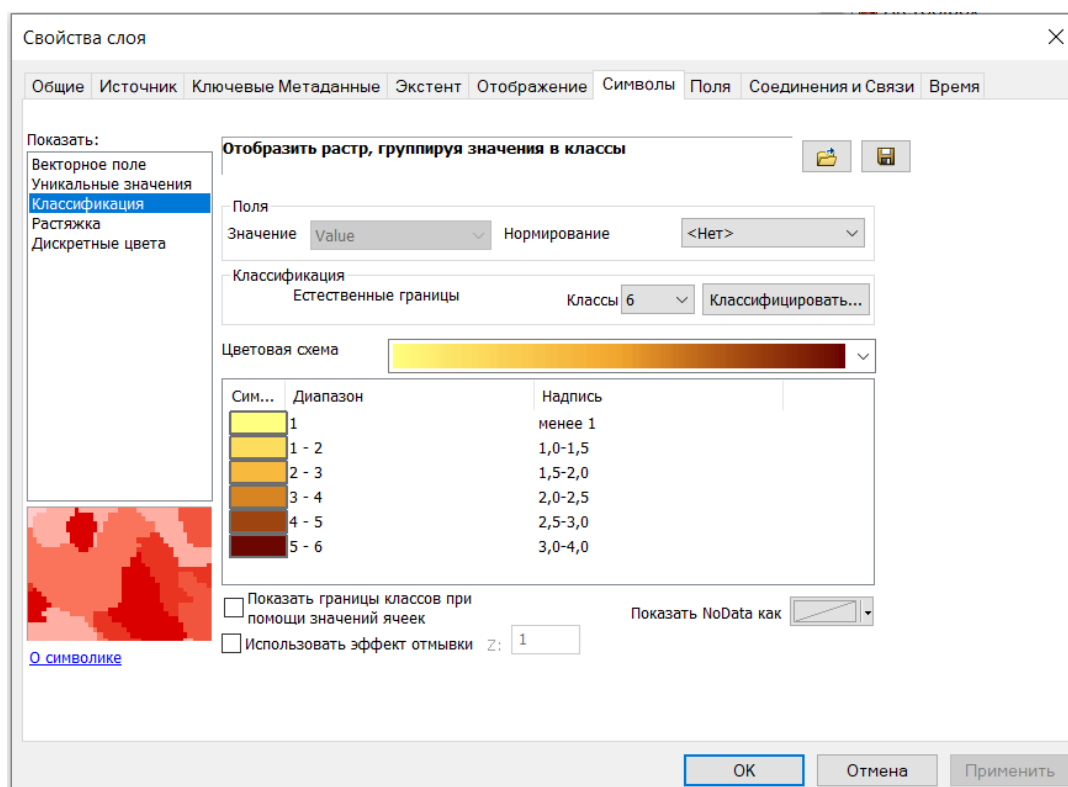 Свойства слоя
Общие Источник Ключевые Метаданные Экстент Отображение Символы Поля Соединения и Связи Время
Показать:
Векторное поле
Уникальные значения
Классификация
Растяжка
Дискретные цвета
Отобразить растр, группируя значения в классы
Поля
Значение Value Нормирование <Нет>
Классификация
Естественные границы Классы 6 Классифицировать...
Цветовая схема
Сим... Диапазон Надпись
1 менее 1
1 - 2 1,0-1,5
2 - 3 1,5-2,0
3 - 4 2,0-2,5
4 - 5 2,5-3,0
5 - 6 3,0-4,0
Показать границы классов при
помощи значений ячеек
Показать NoData как
Использовать эффект отмывки Z: 1
О символике
OK Отмена Применить